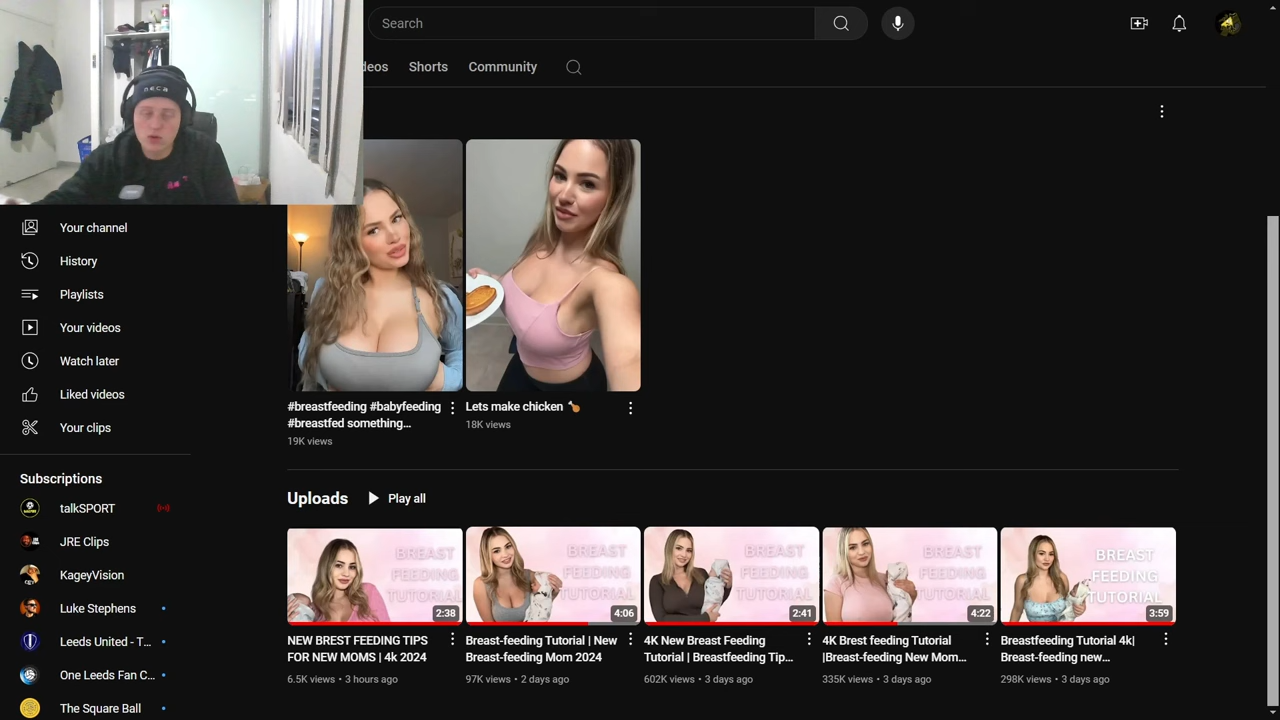 Search
neca
deos
Shorts
Community
Your channel
History
Playlists
Your videos
Watch later
Liked videos
Your clips
Subscriptions
talkSPORT
JRE Clips
KageyVision
Luke Stephens
Leeds United - T...
One Leeds Fan C...
The Square Ball
#breastfeeding #babyfeeding
#breastfed something...
19K views
Lets make chicken 🍗
18K views
Uploads
Play all
BREAST
FEEDING
TUTORIAL
2:38
NEW BREST FEEDING TIPS
FOR NEW MOMS | 4k 2024
6.5K views • 3 hours ago
BREAST
FEEDING
TUTORIAL
4:06
Breast-feeding Tutorial | New
Breast-feeding Mom 2024
97K views • 2 days ago
BREAST
FEEDING
TUTORIAL
2:41
4K New Breast Feeding
Tutorial | Breastfeeding Tip...
602K views • 3 days ago
BREAST
FEEDING
TUTORIAL
4:22
4K Brest feeding Tutorial
|Breast-feeding New Mom...
335K views • 3 days ago
BREAST
FEEDING
TUTORIAL
3:59
Breastfeeding Tutorial 4k|
Breast-feeding new...
298K views • 3 days ago